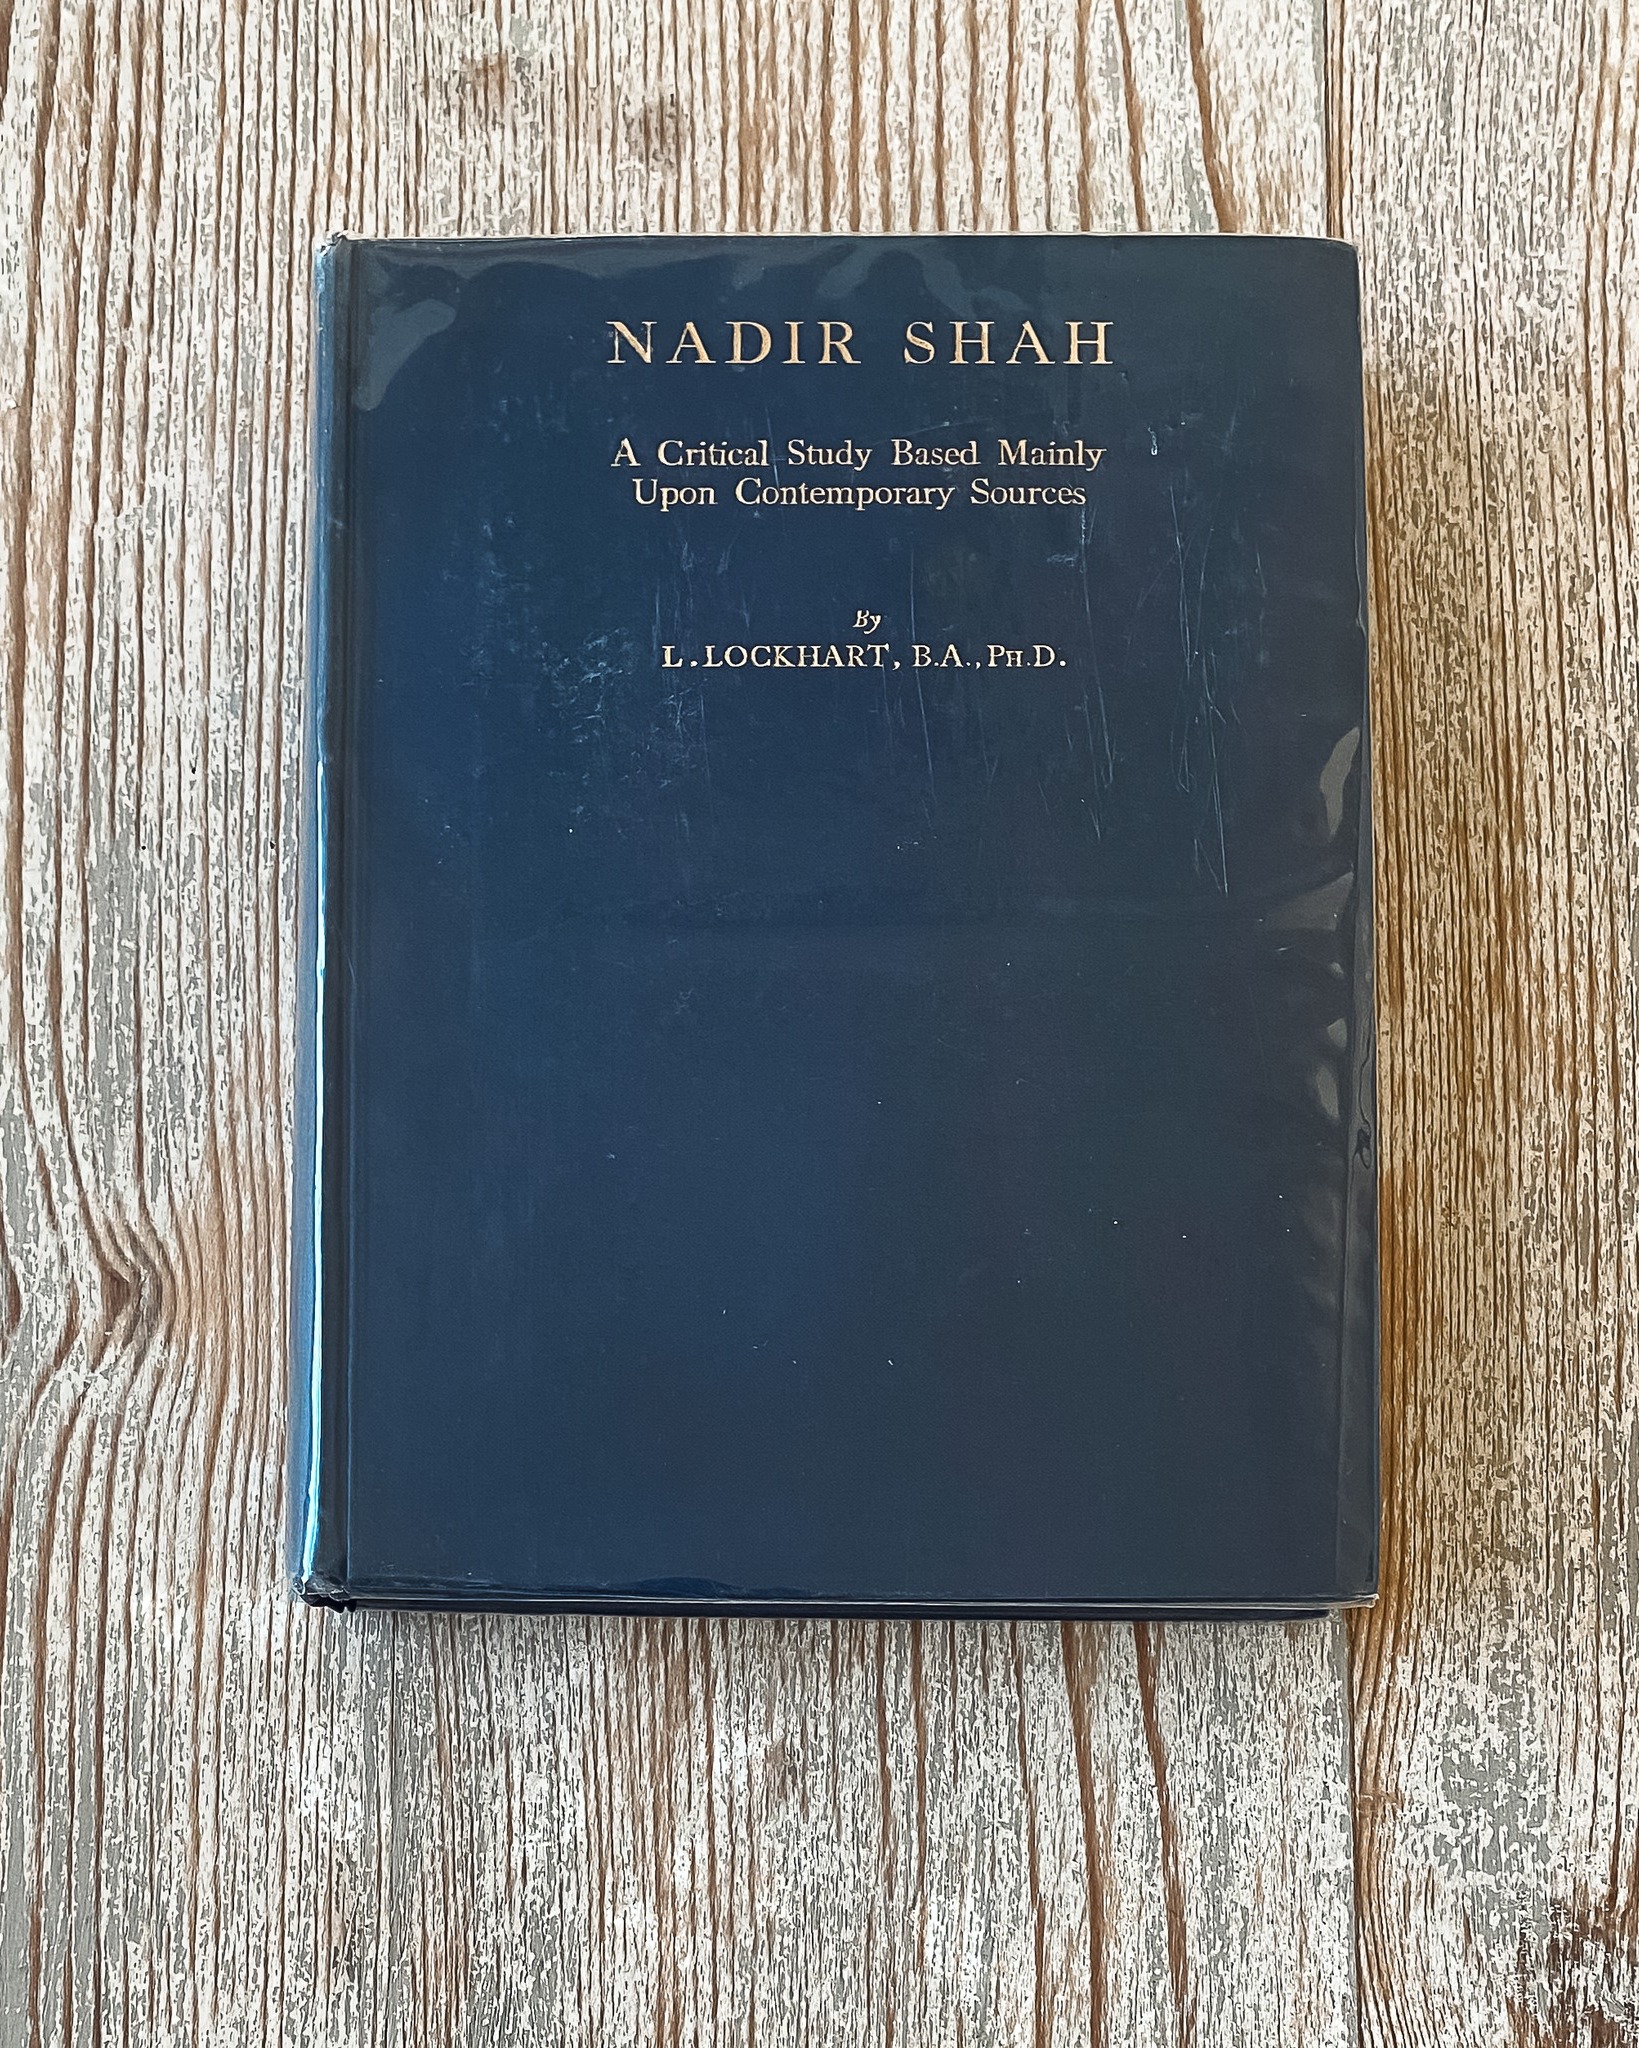 NADIR SHAH
A Critical Study Based Mainly
Upon Contemporary Sources
By
L. LOCKHART, B.A., PH.D.